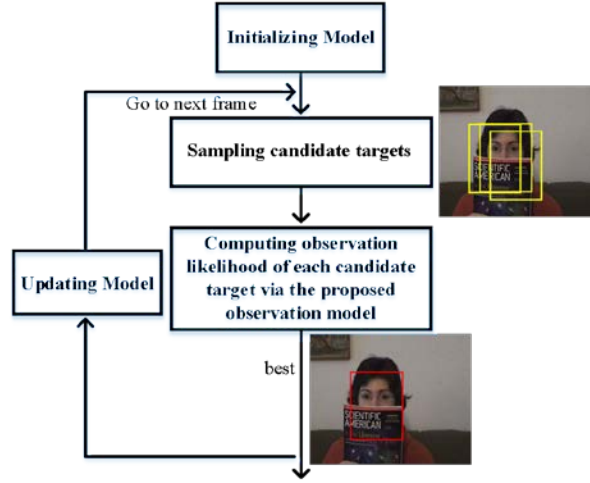 Initializing Model
Go to next frame
Sampling candidate targets
SCIENTIFIC
AMERICAN
Computing observation
likelihood of each candidate
target via the proposed
observation model
Updating Model
best
SCIENTIFIC
AMERICAN